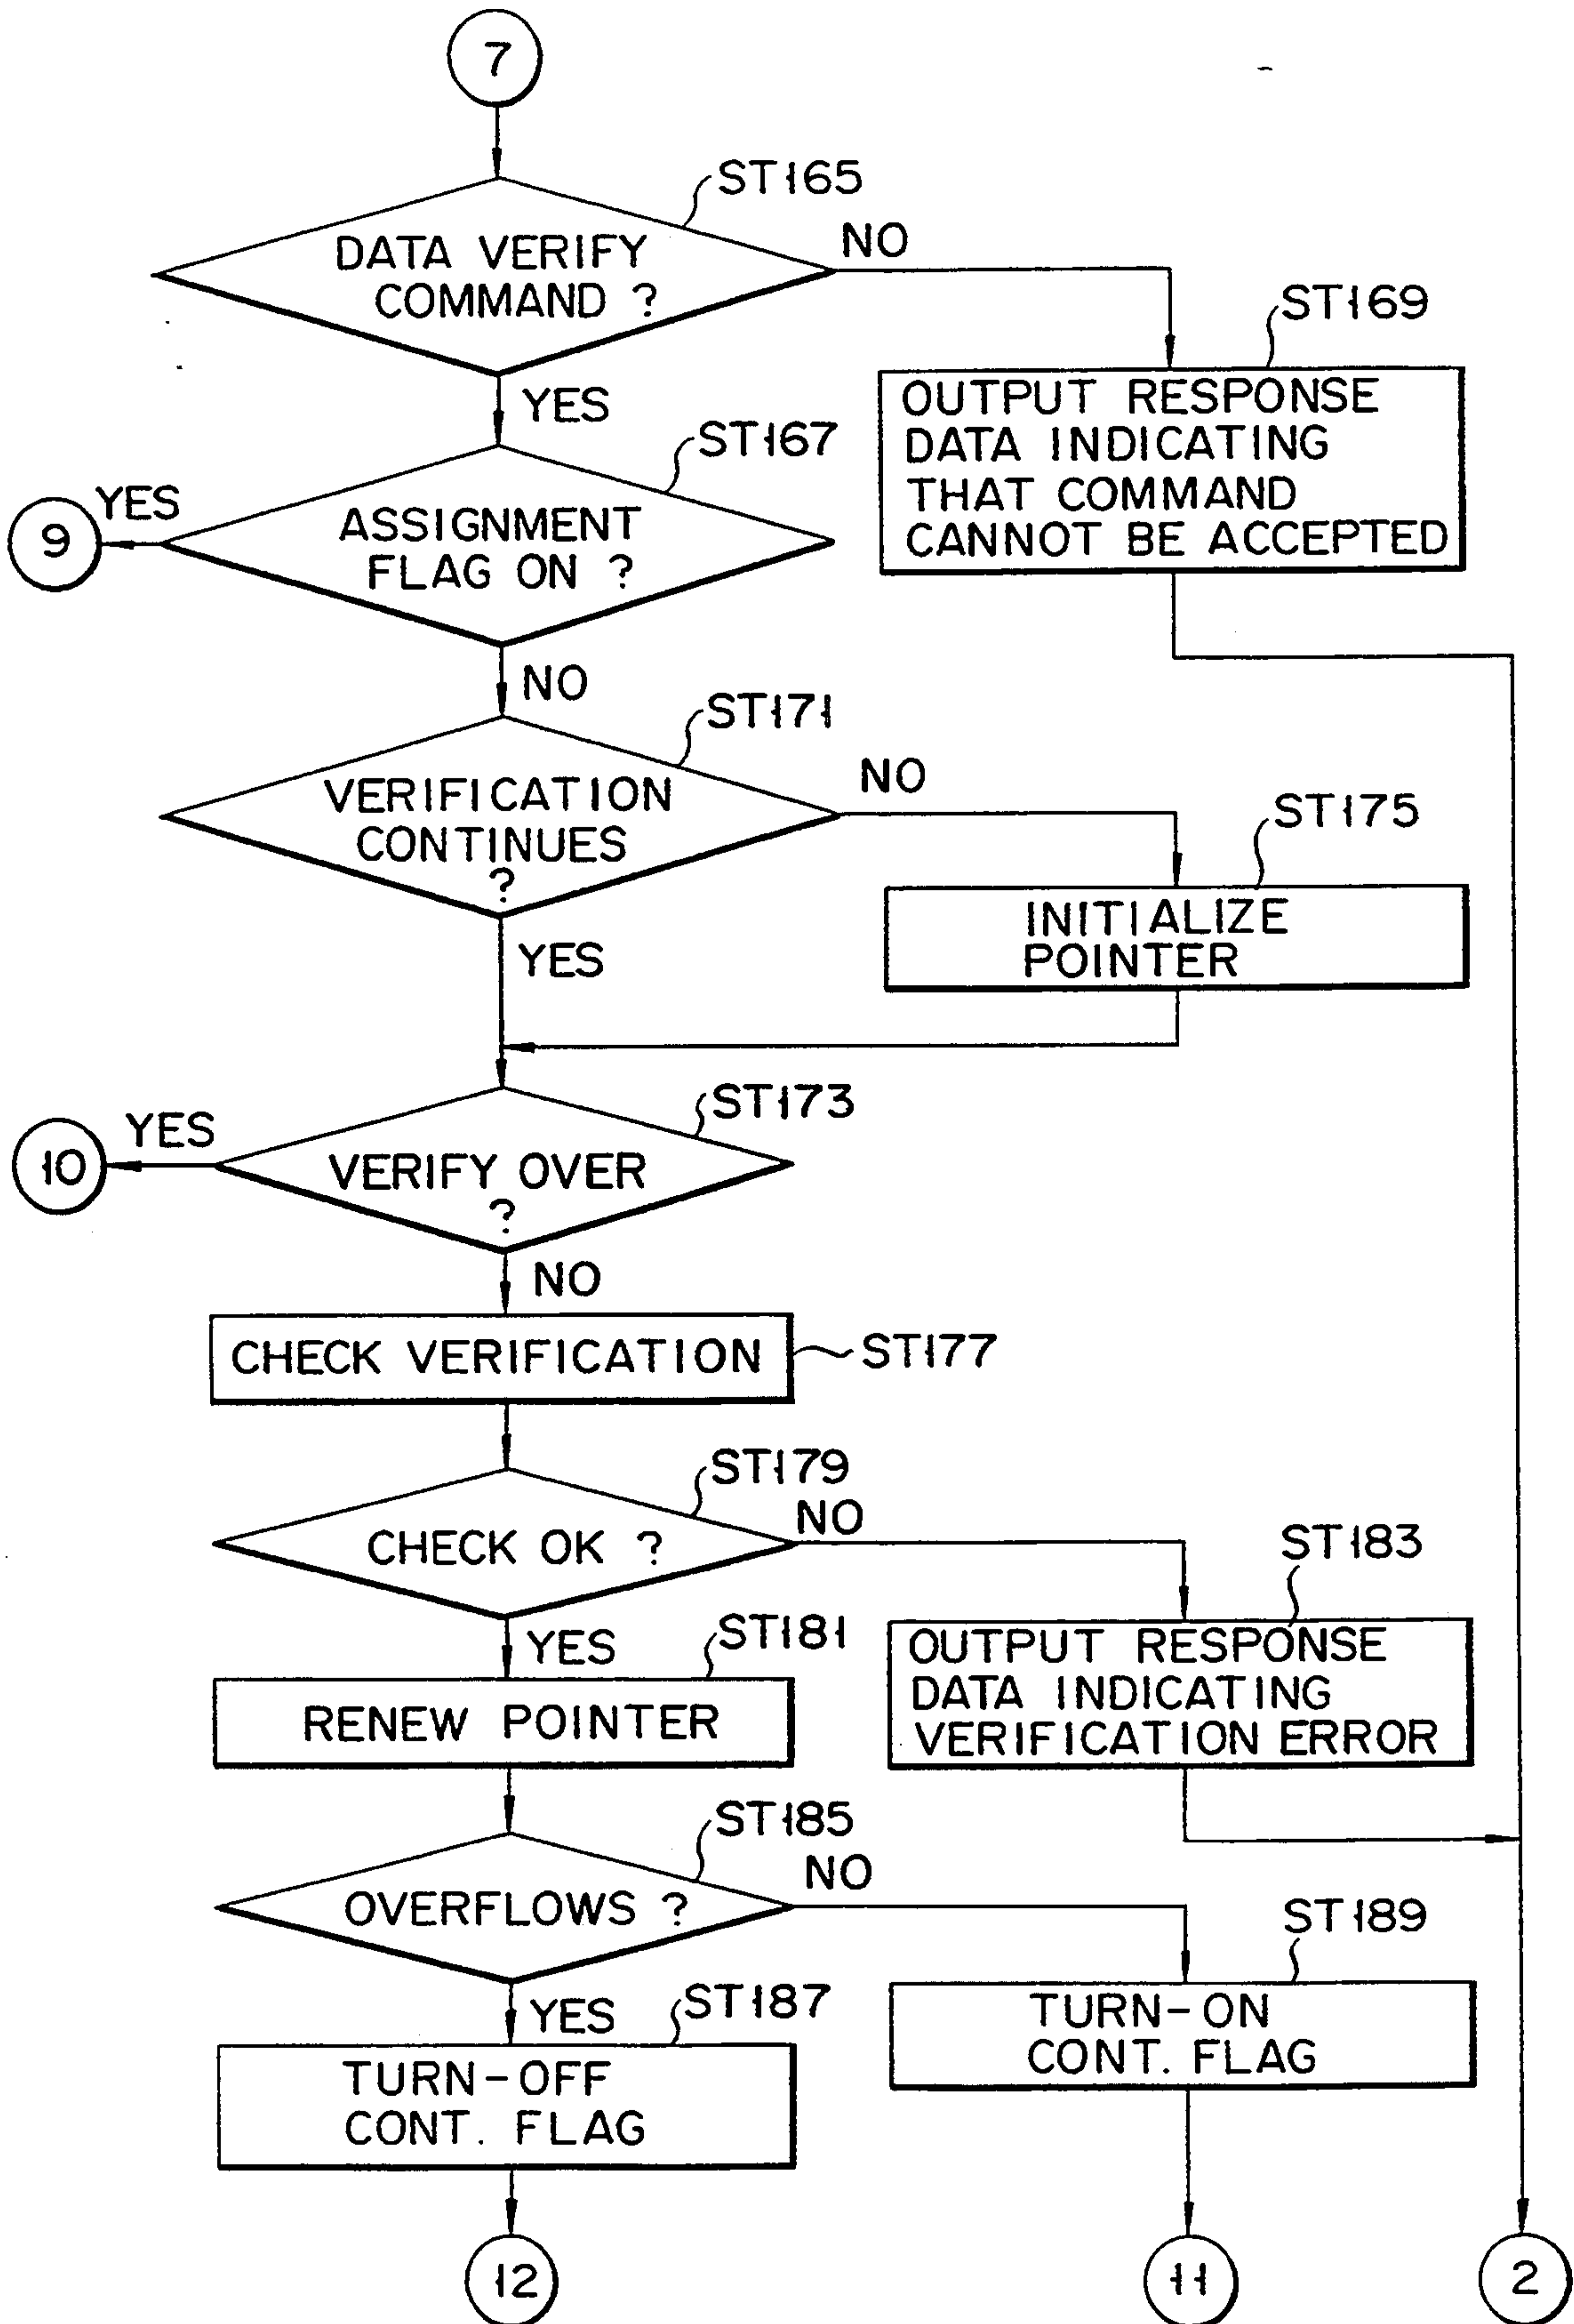 7
ST165
DATA VERIFY
COMMAND ?
NO
YES
ST169
OUTPUT RESPONSE
DATA INDICATING
THAT COMMAND
CANNOT BE ACCEPTED
ST167
YES
9
ASSIGNMENT
FLAG ON ?
NO
ST171
VERIFICATION
CONTINUES
?
NO
YES
ST175
INITIALIZE
POINTER
ST173
YES
10
VERIFY OVER
?
NO
CHECK VERIFICATION
ST177
ST179
CHECK OK ?
NO
YES
ST183
OUTPUT RESPONSE
DATA INDICATING
VERIFICATION ERROR
ST181
RENEW POINTER
ST185
OVERFLOWS ?
NO
YES
ST189
TURN-ON
CONT. FLAG
ST187
TURN-OFF
CONT. FLAG
12
11
2